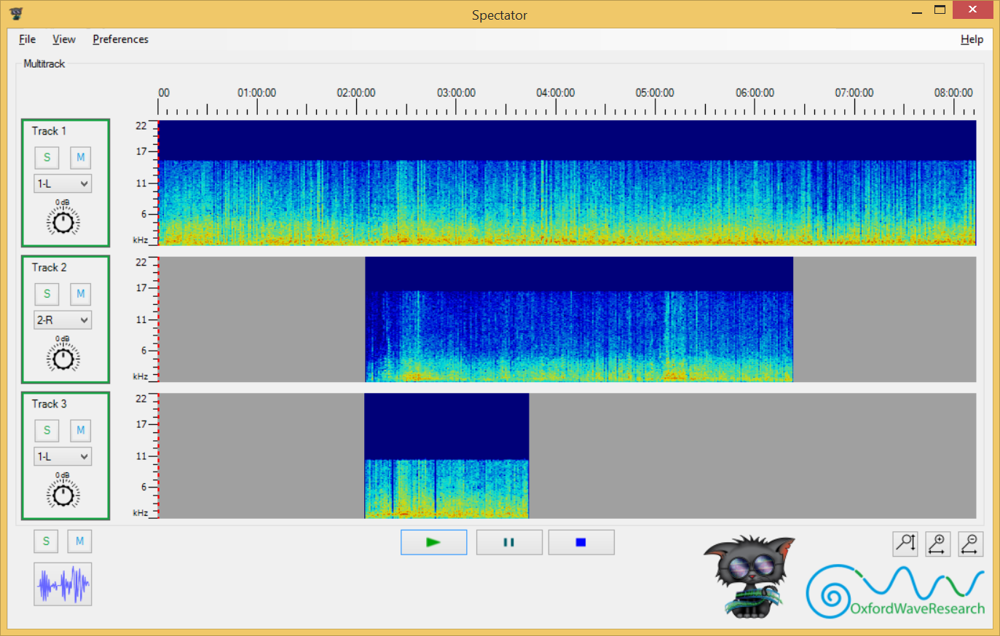 Spectator
File View Preferences Help
Multitrack
00 01:00:00 02:00:00 03:00:00 04:00:00 05:00:00 06:00:00 07:00:00 08:00:00
Track 1
S M
1-L
0 dB
22
17
11
6
kHz
Track 2
S M
2-R
0 dB
22
17
11
6
kHz
Track 3
S M
1-L
0 dB
22
17
11
6
kHz
S M
OxfordWaveResearch